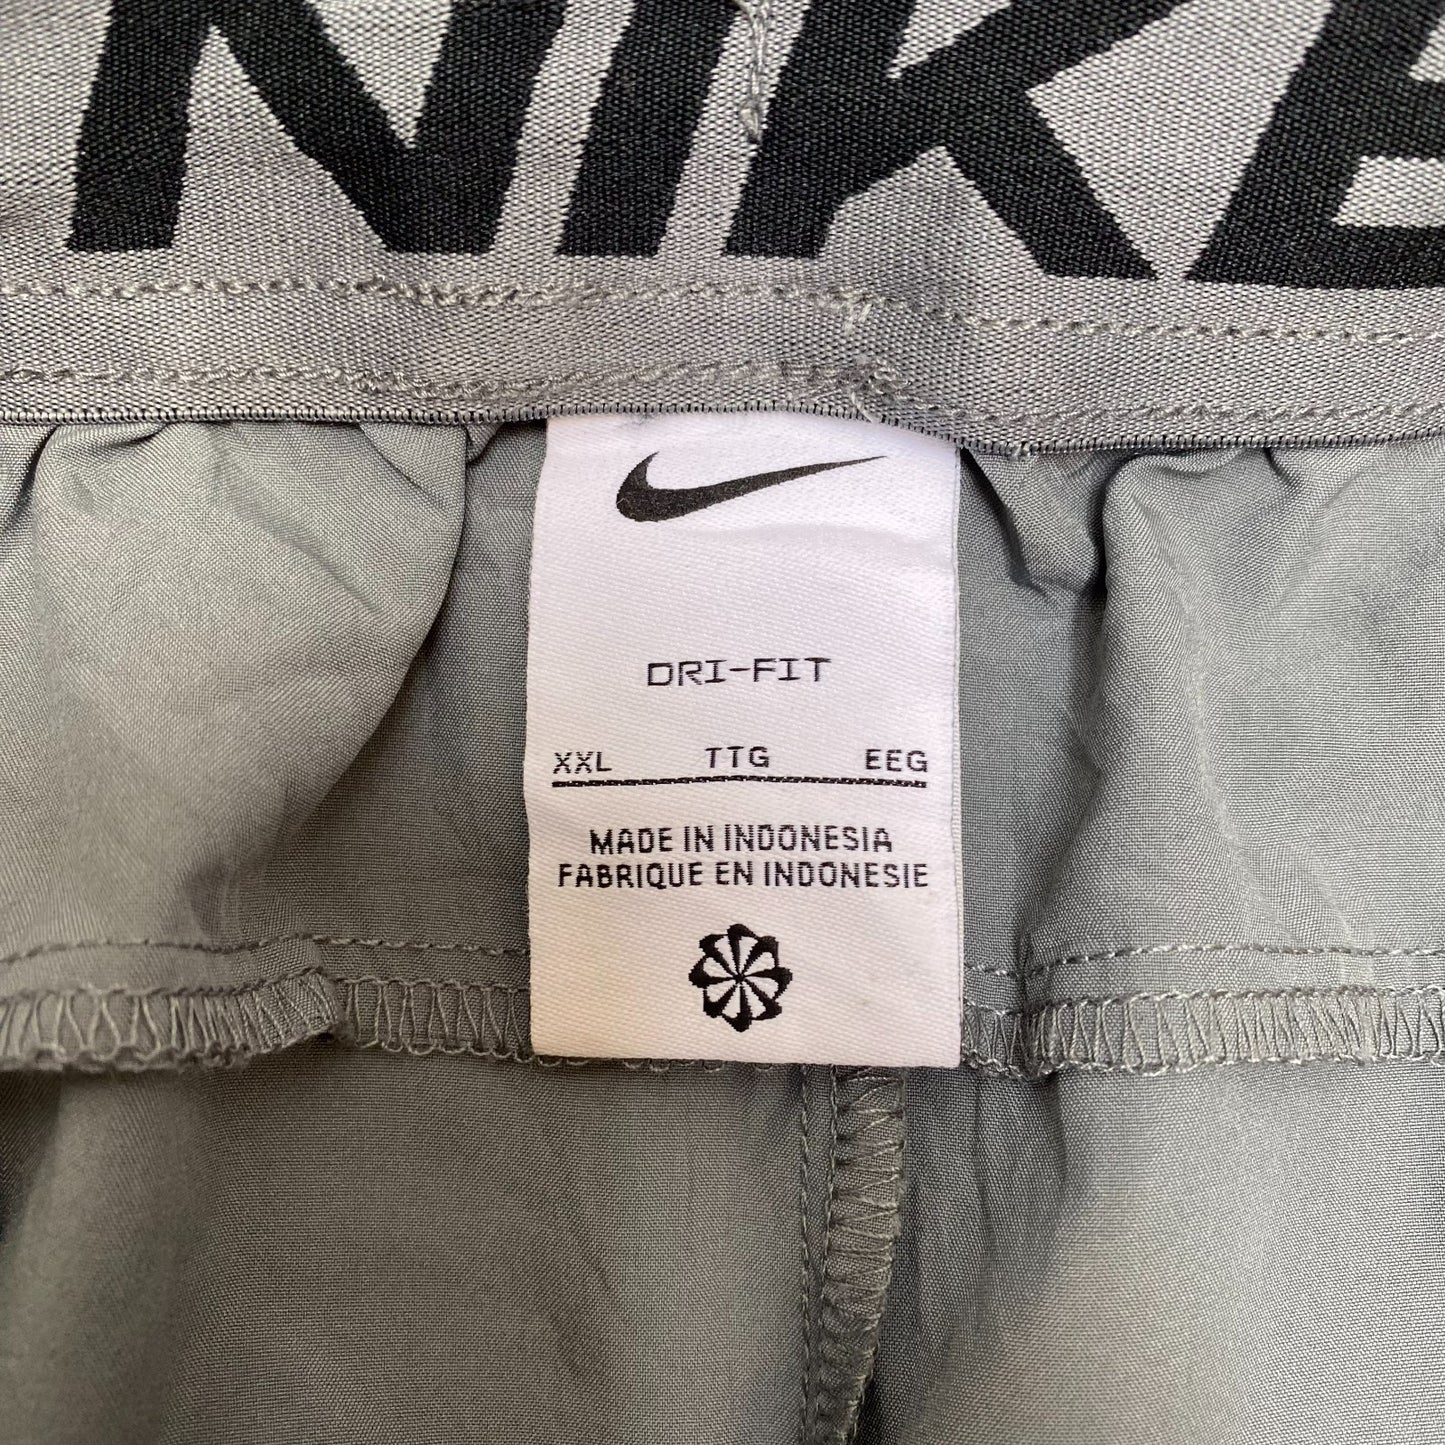 NIKE
DRI-FIT
XXL TTG EEG
MADE IN INDONESIA
FABRIQUE EN INDONESIE